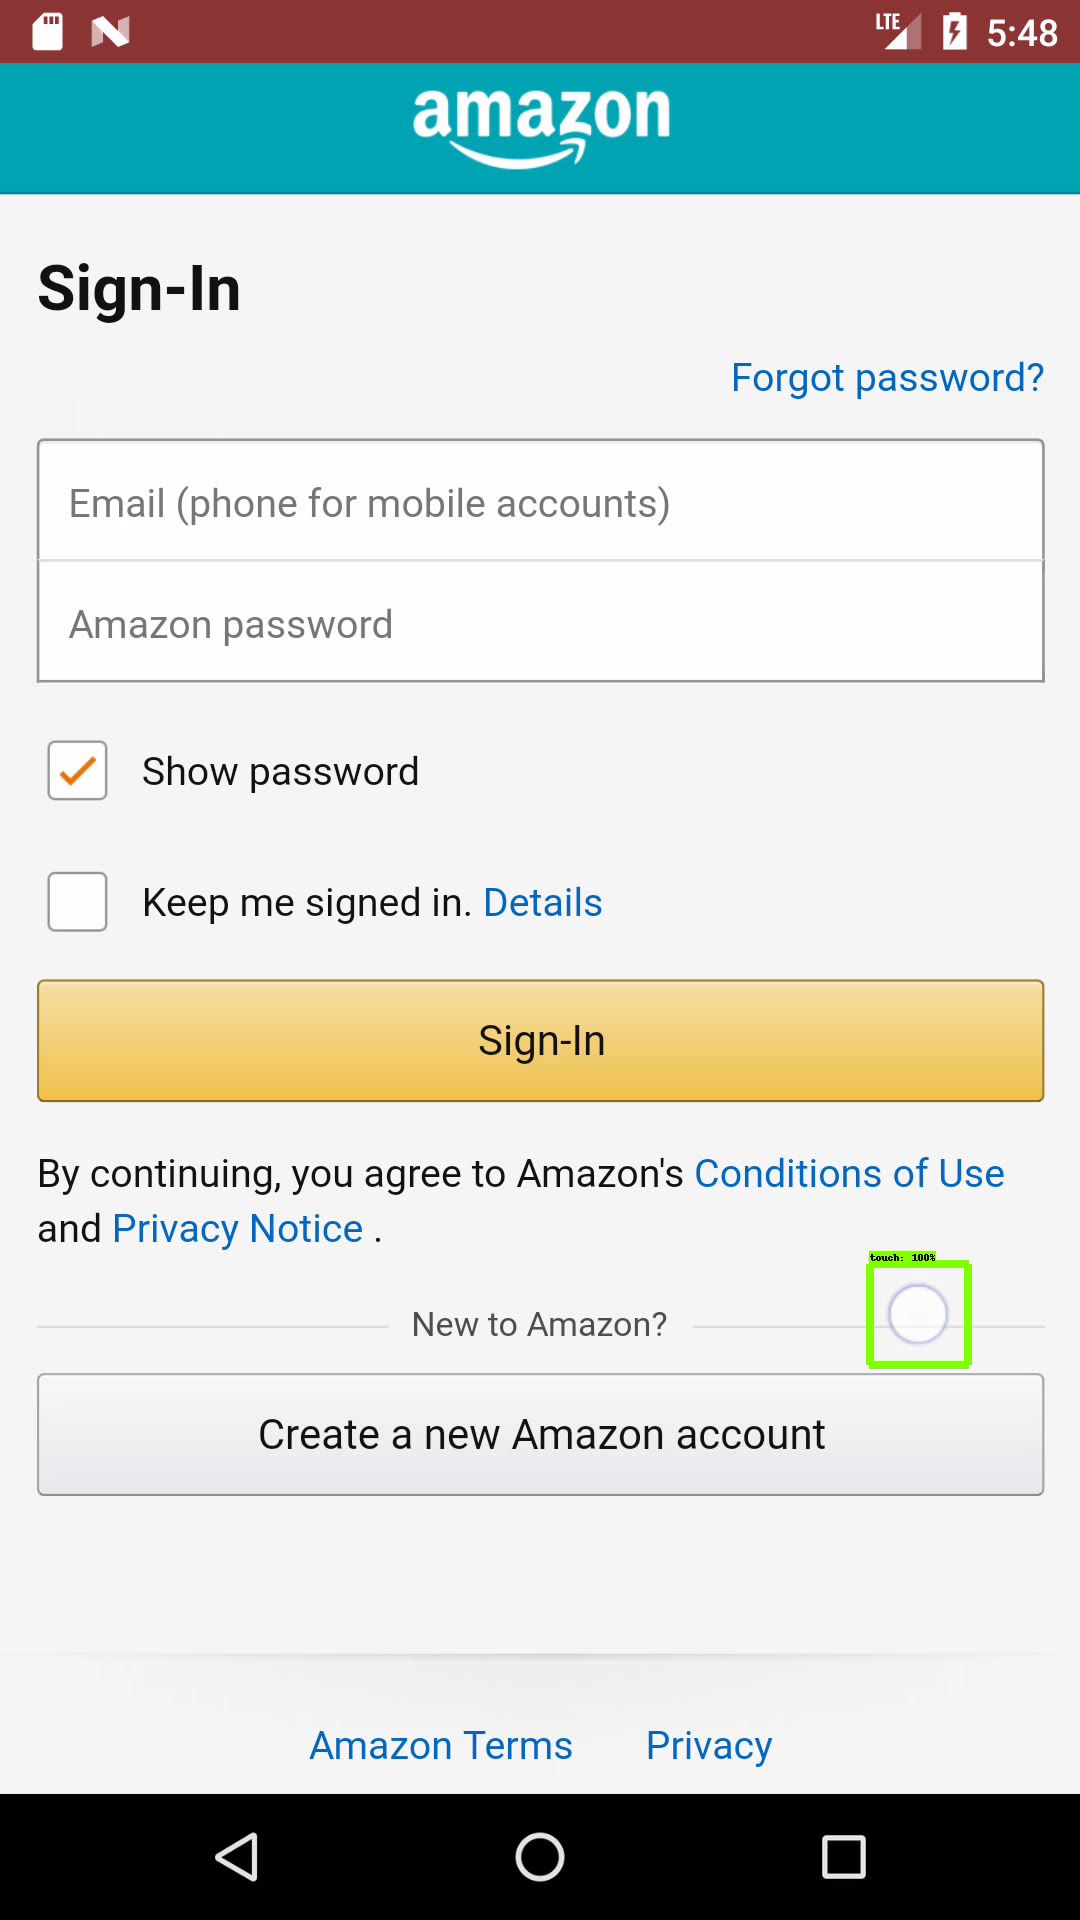 LTE 5:48
amazon
Sign-In
Forgot password?
Email (phone for mobile accounts)
Amazon password
Show password
Keep me signed in. Details
Sign-In
By continuing, you agree to Amazon's Conditions of Use
and Privacy Notice .
touch: 100%
New to Amazon?
Create a new Amazon account
Amazon Terms Privacy